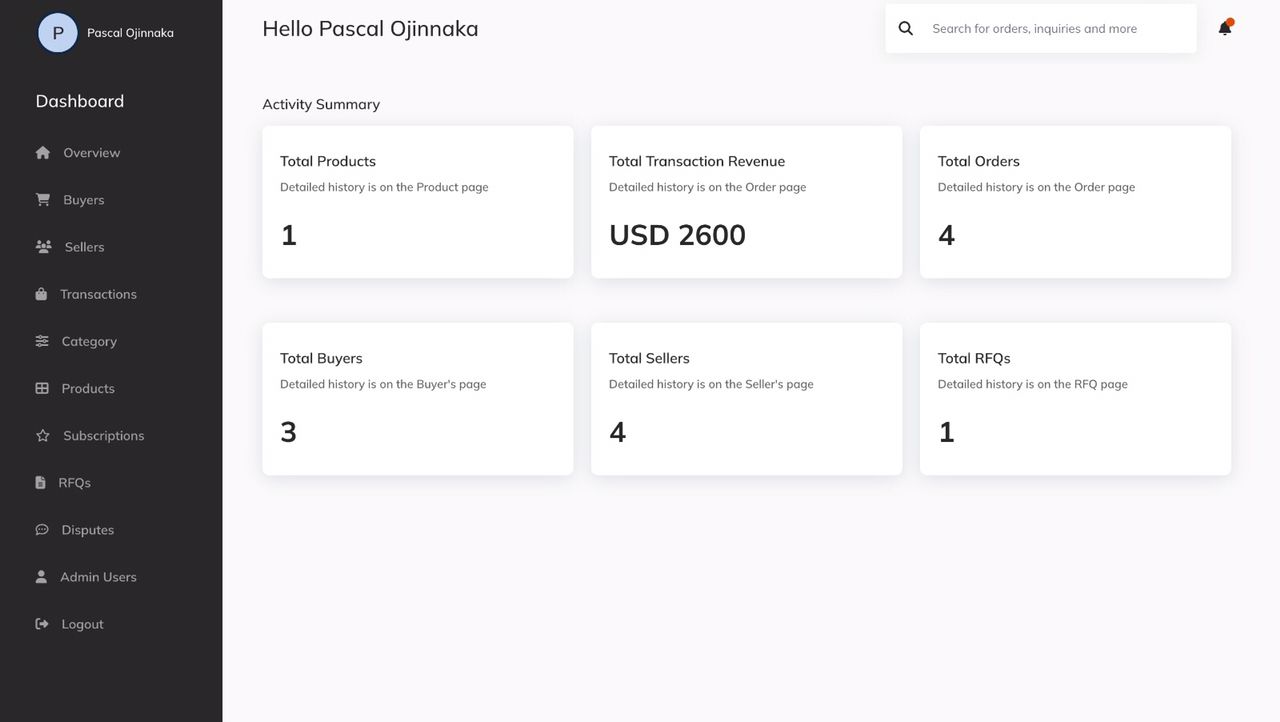 P
Pascal Ojinnaka
Dashboard
Overview
Buyers
Sellers
Transactions
Category
Products
Subscriptions
RFQs
Disputes
Admin Users
Logout
Hello Pascal Ojinnaka
Search for orders, inquiries and more
Activity Summary
Total Products
Detailed history is on the Product page
1
Total Transaction Revenue
Detailed history is on the Order page
USD 2600
Total Orders
Detailed history is on the Order page
4
Total Buyers
Detailed history is on the Buyer's page
3
Total Sellers
Detailed history is on the Seller's page
4
Total RFQs
Detailed history is on the RFQ page
1